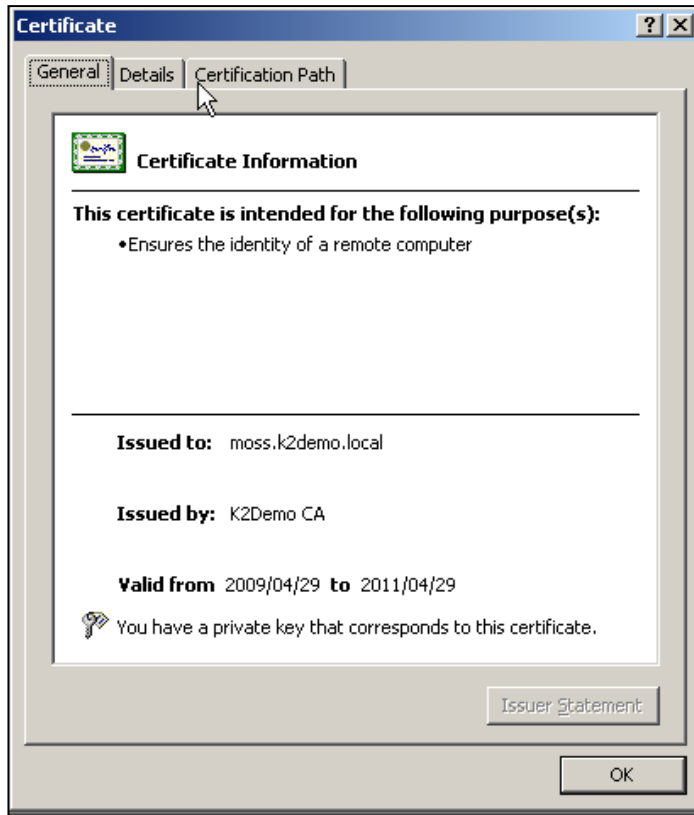 Certificate
General Details Certification Path
Certificate Information
This certificate is intended for the following purpose(s):
•Ensures the identity of a remote computer
Issued to: moss.k2demo.local
Issued by: K2Demo CA
Valid from 2009/04/29 to 2011/04/29
You have a private key that corresponds to this certificate.
Issuer Statement
OK